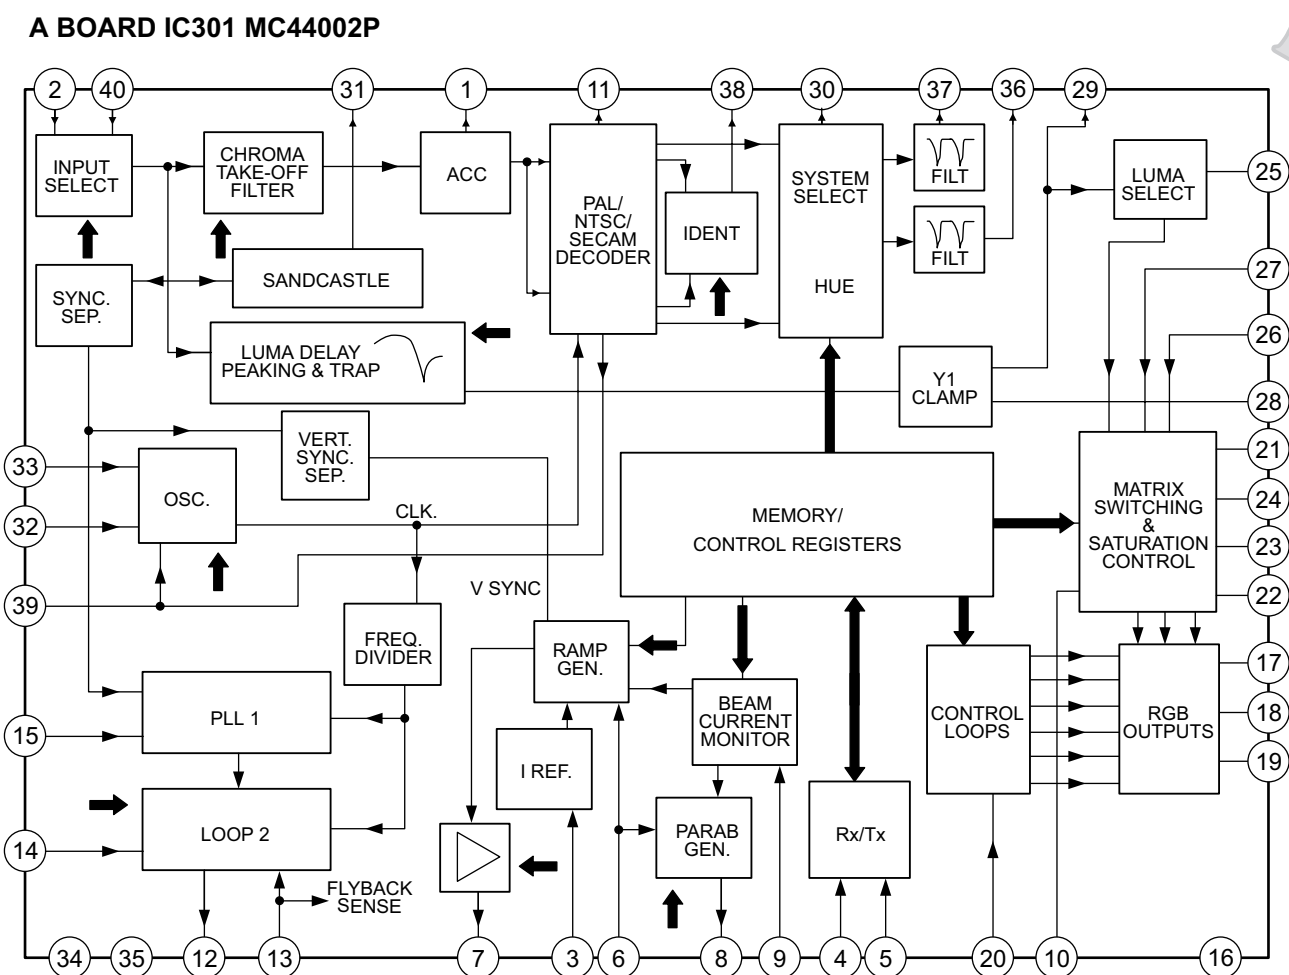 A BOARD IC301 MC44002P
2
40
31
1
11
38
30
37
36
29
INPUT
SELECT
CHROMA
TAKE-OFF
FILTER
ACC
PAL/
NTSC/
SECAM
DECODER
IDENT
SYSTEM
SELECT
HUE
FILT
FILT
LUMA
SELECT
25
SYNC.
SEP.
SANDCASTLE
27
26
LUMA DELAY
PEAKING & TRAP
Y1
CLAMP
28
VERT.
SYNC.
SEP.
33
OSC.
32
CLK.
39
MEMORY/
CONTROL REGISTERS
MATRIX
SWITCHING
&
SATURATION
CONTROL
21
24
23
22
V SYNC
FREQ.
DIVIDER
RAMP
GEN.
PLL 1
15
BEAM
CURRENT
MONITOR
CONTROL
LOOPS
RGB
OUTPUTS
17
18
19
I REF.
LOOP 2
14
PARAB
GEN.
Rx/Tx
FLYBACK
SENSE
34
35
12
13
7
3
6
8
9
4
5
20
10
16